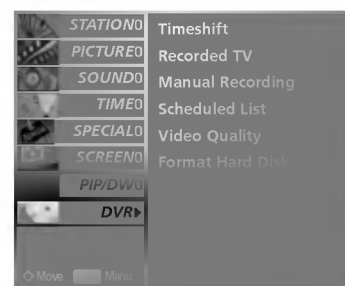 STATION
PICTURE
SOUND
TIME
SPECIAL
SCREEN
PIP/DW
DVR
Timeshift
Recorded TV
Manual Recording
Scheduled List
Video Quality
Format Hard Disk
Move Menu